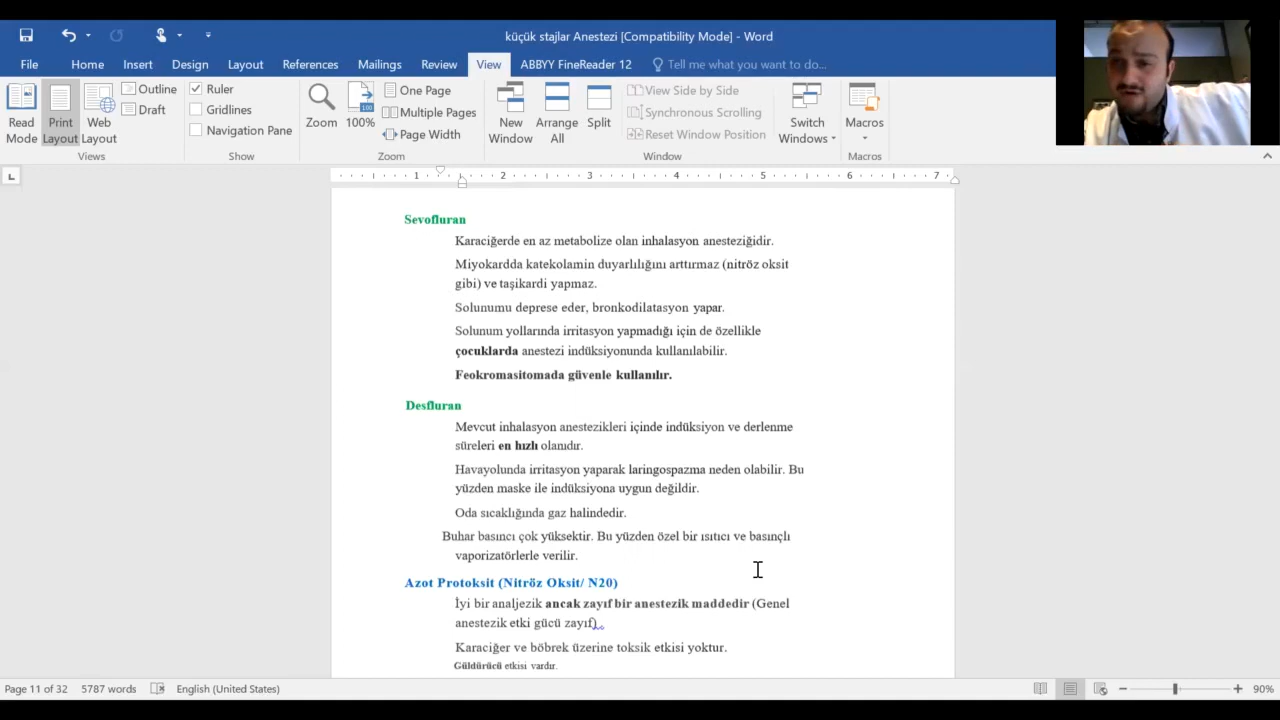 küçük stajlar Anestezi [Compatibility Mode] - Word
File Home Insert Design Layout References Mailings Review View ABBYY FineReader 12 Tell me what you want to do...
Read Mode
Print Layout
Web Layout
Outline
Draft
Views
Ruler
Gridlines
Navigation Pane
Show
Zoom
100%
One Page
Multiple Pages
Page Width
Zoom
New Window
Arrange All
Split
View Side by Side
Synchronous Scrolling
Reset Window Position
Window
Switch Windows
Macros
Macros
1 2 3 4 5 6 7
Sevofluran
Karaciğerde en az metabolize olan inhalasyon anesteziğidir.
Miyokardda katekolamin duyarlılığını arttırmaz (nitröz oksit
gibi) ve taşikardi yapmaz.
Solunumu deprese eder, bronkodilatasyon yapar.
Solunum yollarında irritasyon yapmadığı için de özellikle
çocuklarda anestezi indüksiyonunda kullanılabilir.
Feokromasitomada güvenle kullanılır.
Desfluran
Mevcut inhalasyon anestezikleri içinde indüksiyon ve derlenme
süreleri en hızlı olanıdır.
Havayolunda irritasyon yaparak laringospazma neden olabilir. Bu
yüzden maske ile indüksiyona uygun değildir.
Oda sıcaklığında gaz halindedir.
Buhar basıncı çok yüksektir. Bu yüzden özel bir ısıtıcı ve basınçlı
vaporizatörlerle verilir.
Azot Protoksit (Nitröz Oksit/ N20)
İyi bir analjezik ancak zayıf bir anestezik maddedir (Genel
anestezik etki gücü zayıf) .
Karaciğer ve böbrek üzerine toksik etkisi yoktur.
Güldürücü etkisi vardır.
Page 11 of 32 5787 words English (United States) 90%